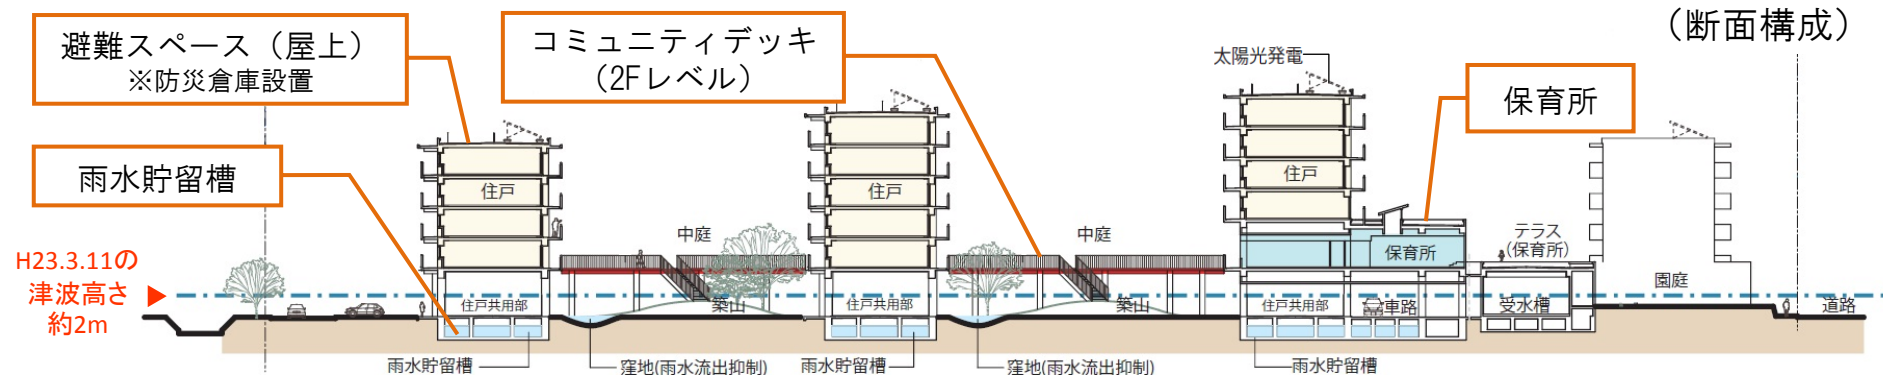 (断面構成)
避難スペース（屋上）
※防災倉庫設置
コミュニティデッキ
（2Fレベル）
太陽光発電
保育所
雨水貯留槽
住戸
住戸
住戸
中庭
中庭
保育所
テラス
(保育所)
園庭
H23.3.11の
津波高さ
約2m
住戸共用部
築山
住戸共用部
築山
住戸共用部
車路
受水槽
道路
雨水貯留槽
窪地(雨水流出抑制)
雨水貯留槽
窪地(雨水流出抑制)
雨水貯留槽